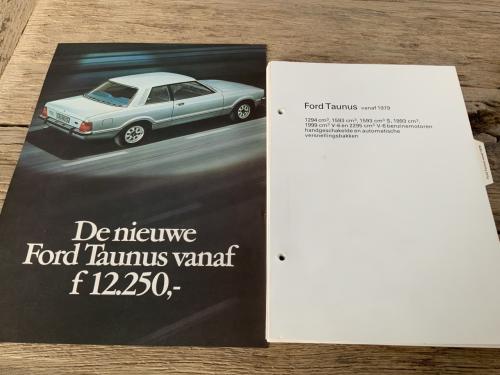 De nieuwe
Ford Taunus vanaf
f 12.250,-
Ford Taunus vanaf 1979
1294 cm³, 1593 cm³, 1593 cm³ S, 1993 cm³,
1999 cm³ V-6 en 2295 cm³ V-6 benzinemotoren
handgeschakelde en automatische
versnellingsbakken